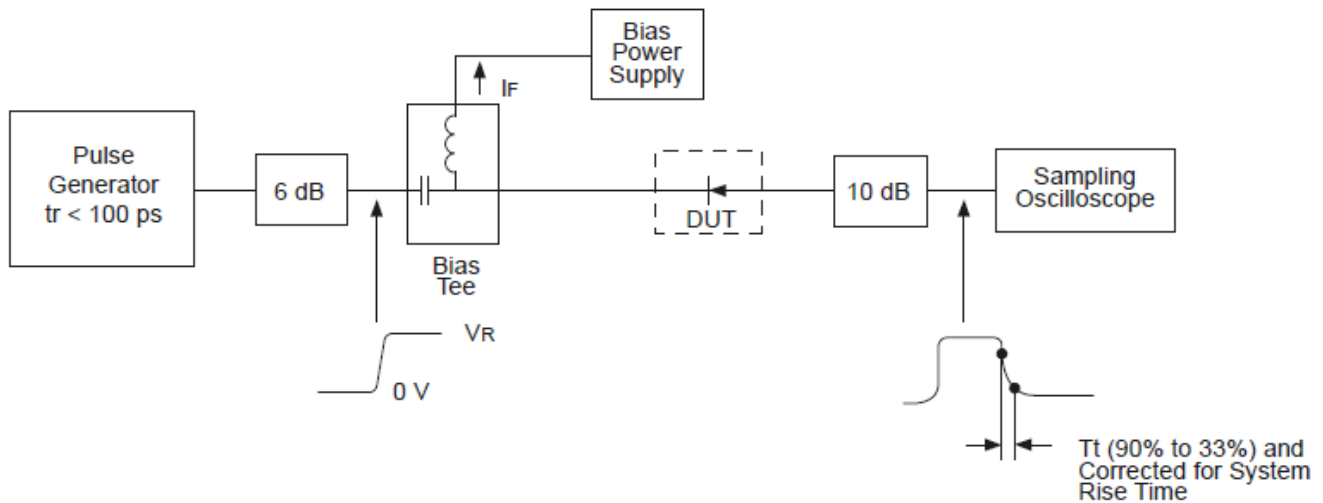 Bias
Power
Supply
IF
Pulse
Generator
tr < 100 ps
6 dB
DUT
10 dB
Sampling
Oscilloscope
Bias
Tee
VR
0 V
Tt (90% to 33%) and
Corrected for System
Rise Time